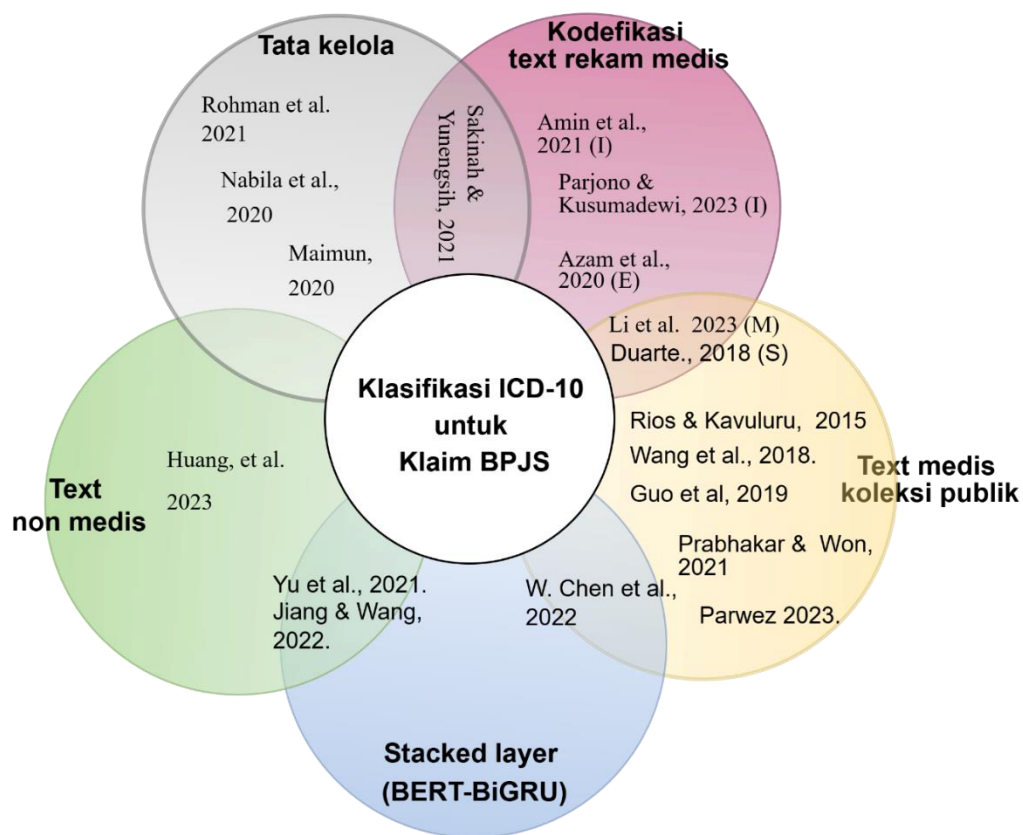 Tata kelola
Rohman et al.
2021
Nabila et al.,
2020
Maimun,
2020
Sakinah &
Yunengsih, 2021
Kodefikasi
text rekam medis
Amin et al.,
2021 (I)
Parjono &
Kusumadewi, 2023 (I)
Azam et al.,
2020 (E)
Li et al. 2023 (M)
Duarte., 2018 (S)
Klasifikasi ICD-10
untuk
Klaim BPJS
Rios & Kavuluru, 2015
Wang et al., 2018.
Guo et al, 2019
Prabhakar & Won,
2021
Parwez 2023.
Text medis
koleksi publik
Huang, et al.
2023
Text
non medis
Yu et al., 2021.
Jiang & Wang,
2022.
W. Chen et al.,
2022
Stacked layer
(BERT-BiGRU)